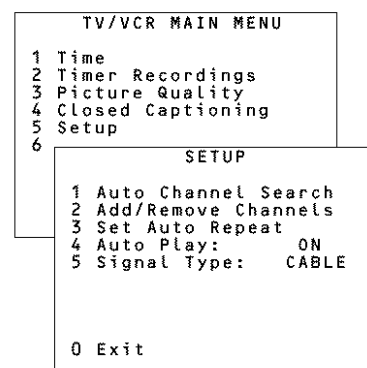 TV/VCR MAIN MENU
1 Time
2 Timer Recordings
3 Picture Quality
4 Closed Captioning
5 Setup
6
SETUP
1 Auto Channel Search
2 Add/Remove Channels
3 Set Auto Repeat
4 Auto Play: ON
5 Signal Type: CABLE
0 Exit